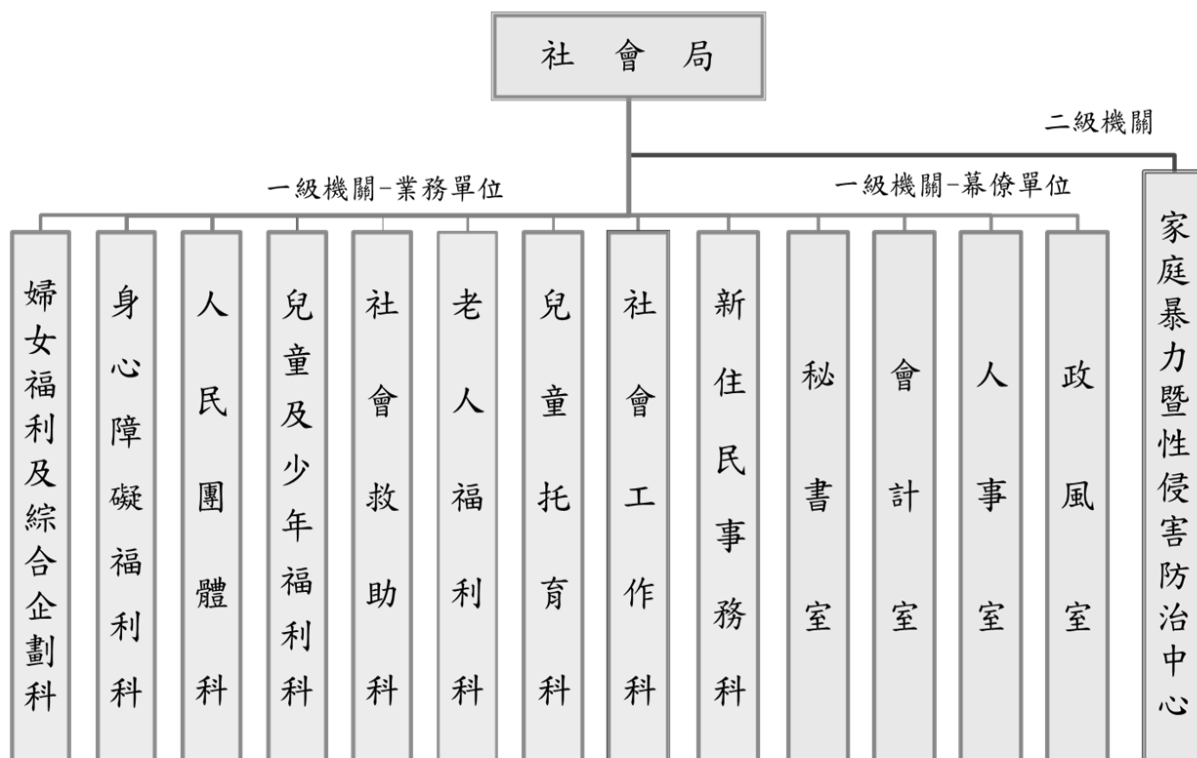 社會局
二級機關
一級機關-業務單位
一級機關-幕僚單位
婦女福利及綜合企劃科
身心障礙福利科
人民團體科
兒童及少年福利科
社會救助科
老人福利科
兒童托育科
社會工作科
新住民事務科
秘書室
會計室
人事室
政風室
家庭暴力暨性侵害防治中心